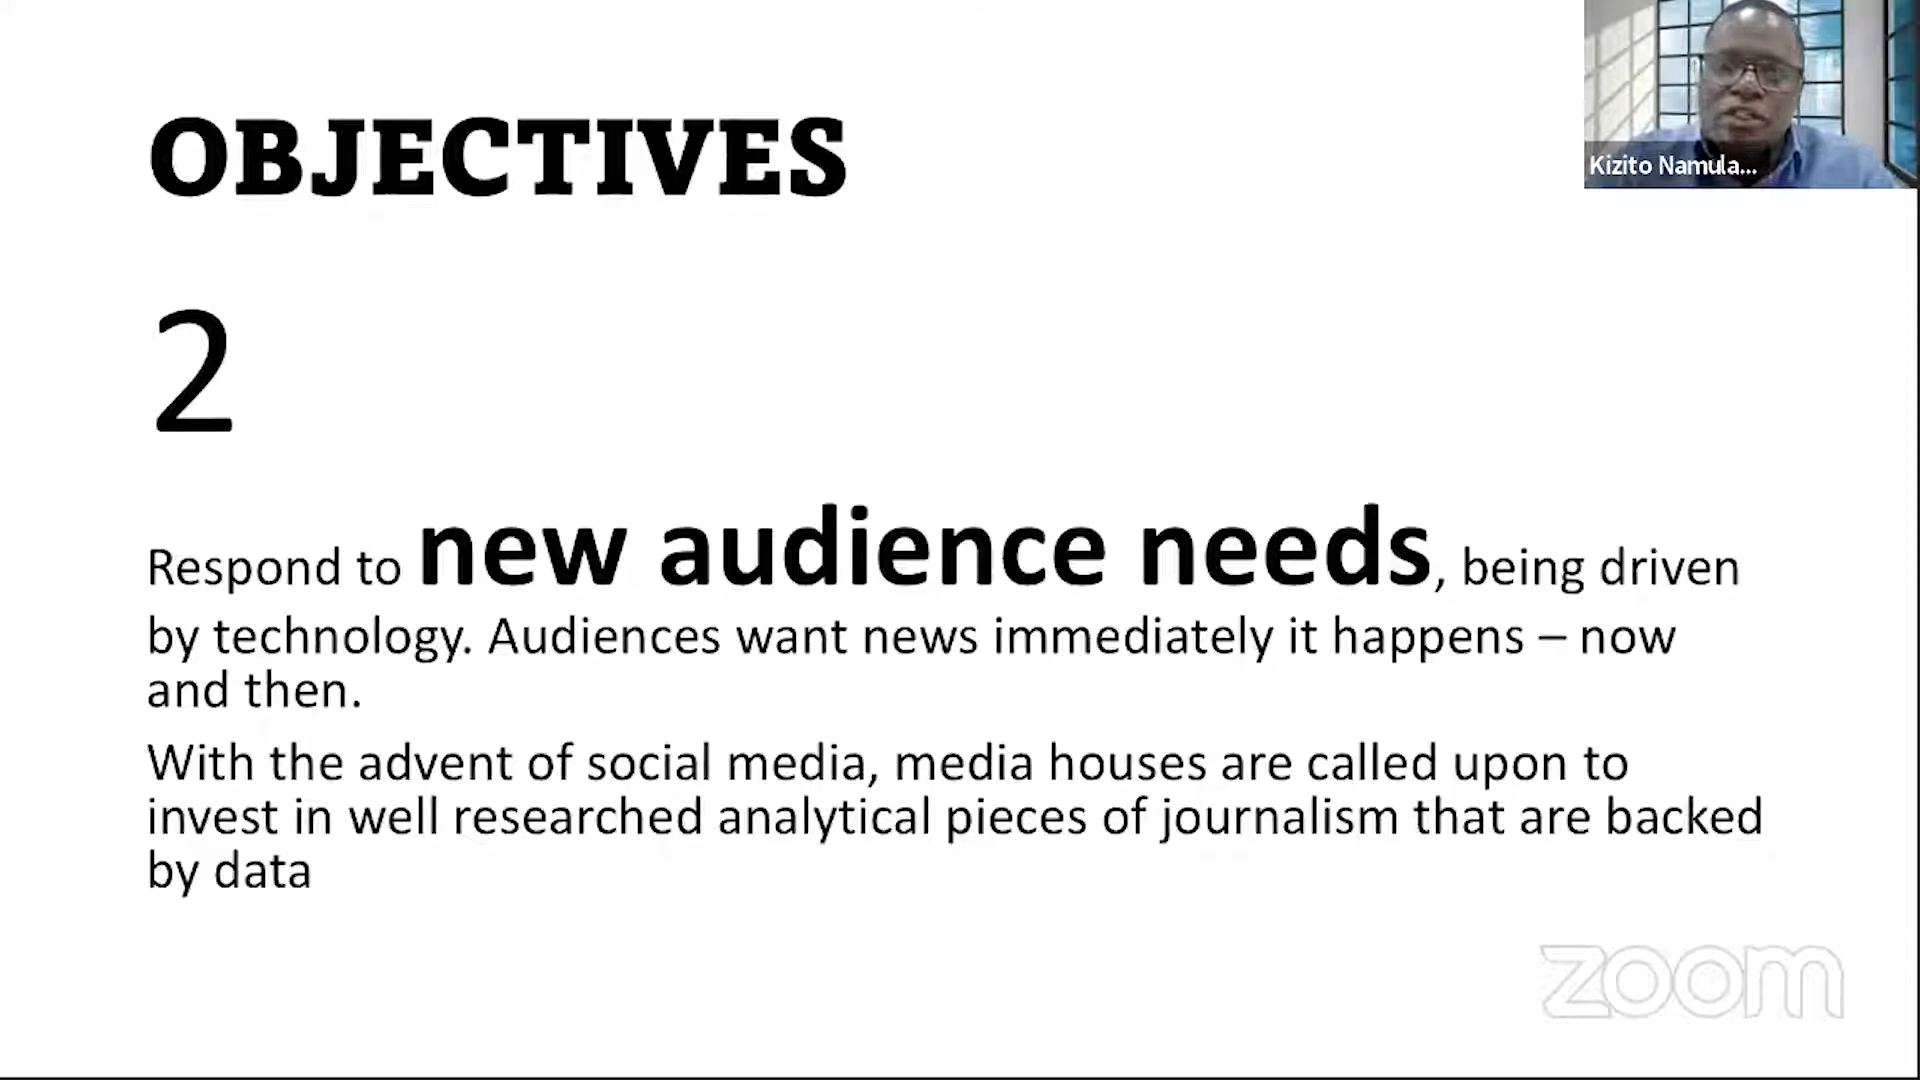 OBJECTIVES
Kizito Namula...
2
Respond to new audience needs, being driven
by technology. Audiences want news immediately it happens – now
and then.
With the advent of social media, media houses are called upon to
invest in well researched analytical pieces of journalism that are backed
by data
zoom